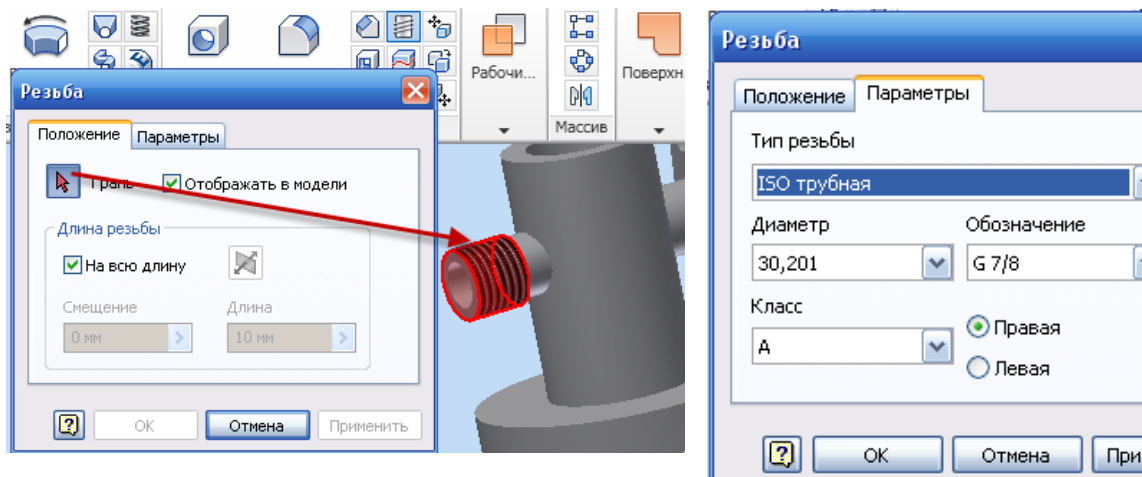 Рабочи...
Поверхн
Массив
Резьба
Положение Параметры
Грань Отображать в модели
Длина резьбы
На всю длину
Смещение Длина
0 мм 10 мм
ОК Отмена Применить
Резьба
Положение Параметры
Тип резьбы
ISO трубная
Диаметр Обозначение
30,201 G 7/8
Класс
A
Правая
Левая
ОК Отмена При